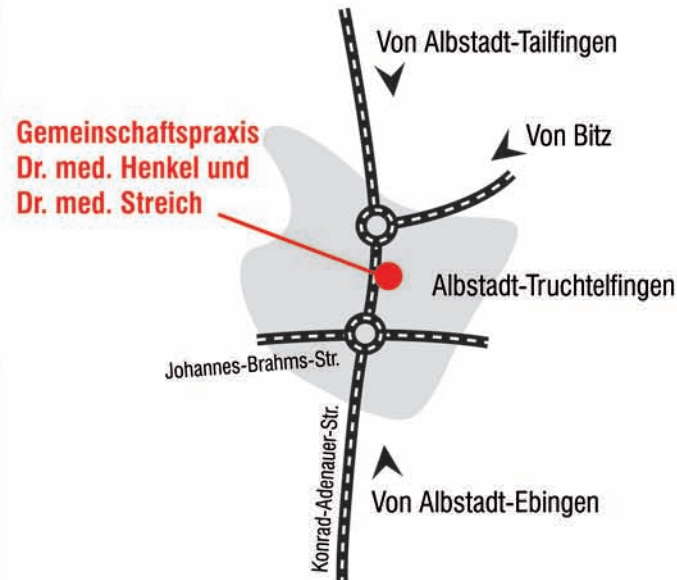 Von Albstadt-Tailfingen
Gemeinschaftspraxis
Dr. med. Henkel und
Dr. med. Streich
Von Bitz
Albstadt-Truchtelfingen
Johannes-Brahms-Str.
Konrad-Adenauer-Str.
Von Albstadt-Ebingen